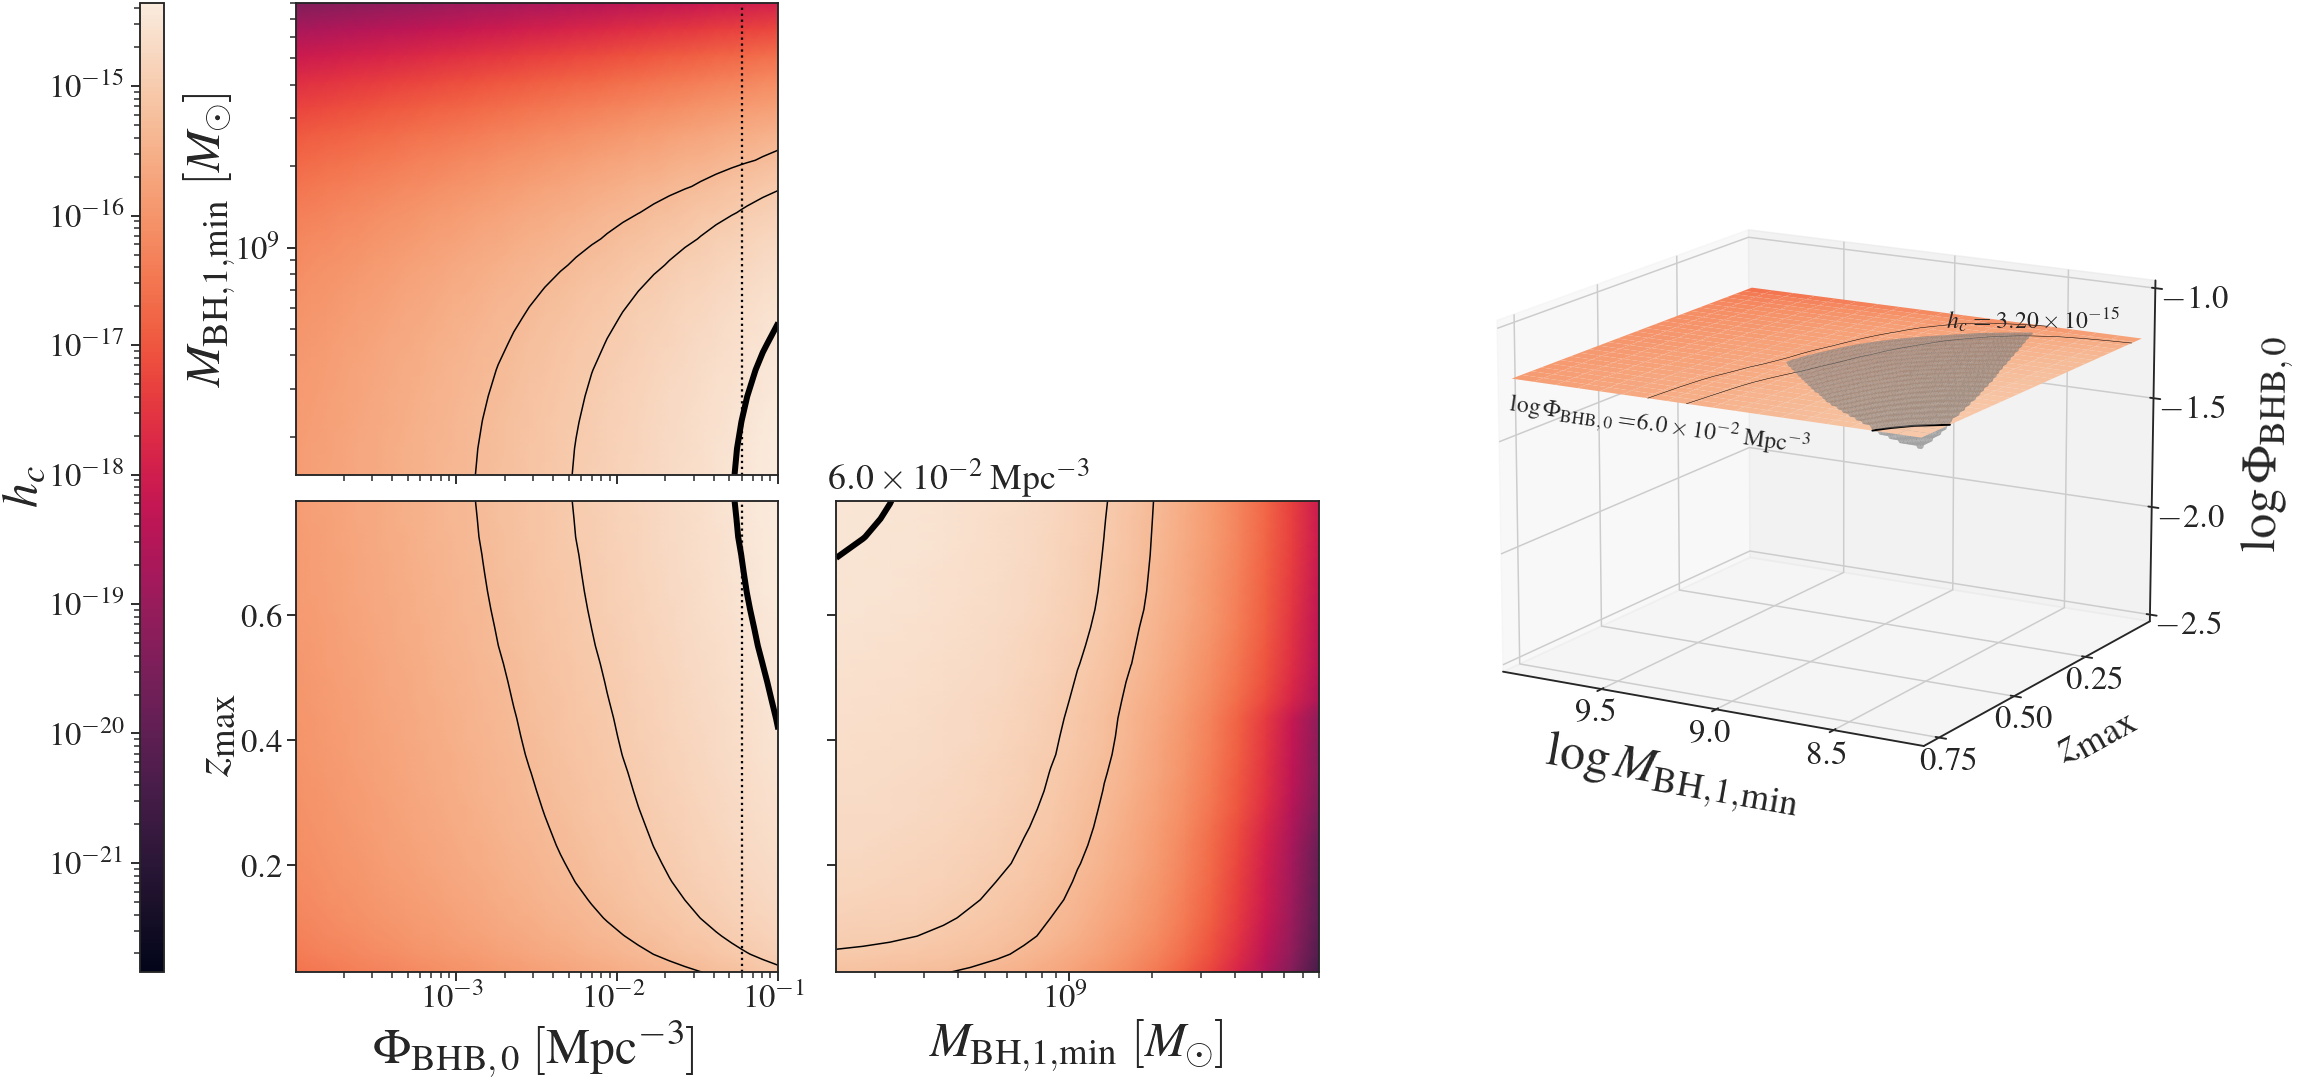 10⁻¹⁵
10⁻¹⁶
10⁻¹⁷
10⁻¹⁸
10⁻¹⁹
10⁻²⁰
10⁻²¹
h_c
M_BH,1,min [M_⊙]
10⁹
z_max
0.6
0.4
0.2
10⁻³ 10⁻² 10⁻¹
Φ_BHB,0 [Mpc⁻³]
6.0 × 10⁻² Mpc⁻³
10⁹
M_BH,1,min [M_⊙]
h_c = 3.20 × 10⁻¹⁵
log Φ_BHB,0 =6.0 × 10⁻² Mpc⁻³
−1.0
−1.5
−2.0
−2.5
log Φ_BHB,0
0.25
0.50
0.75
z_max
9.5
9.0
8.5
log M_BH,1,min